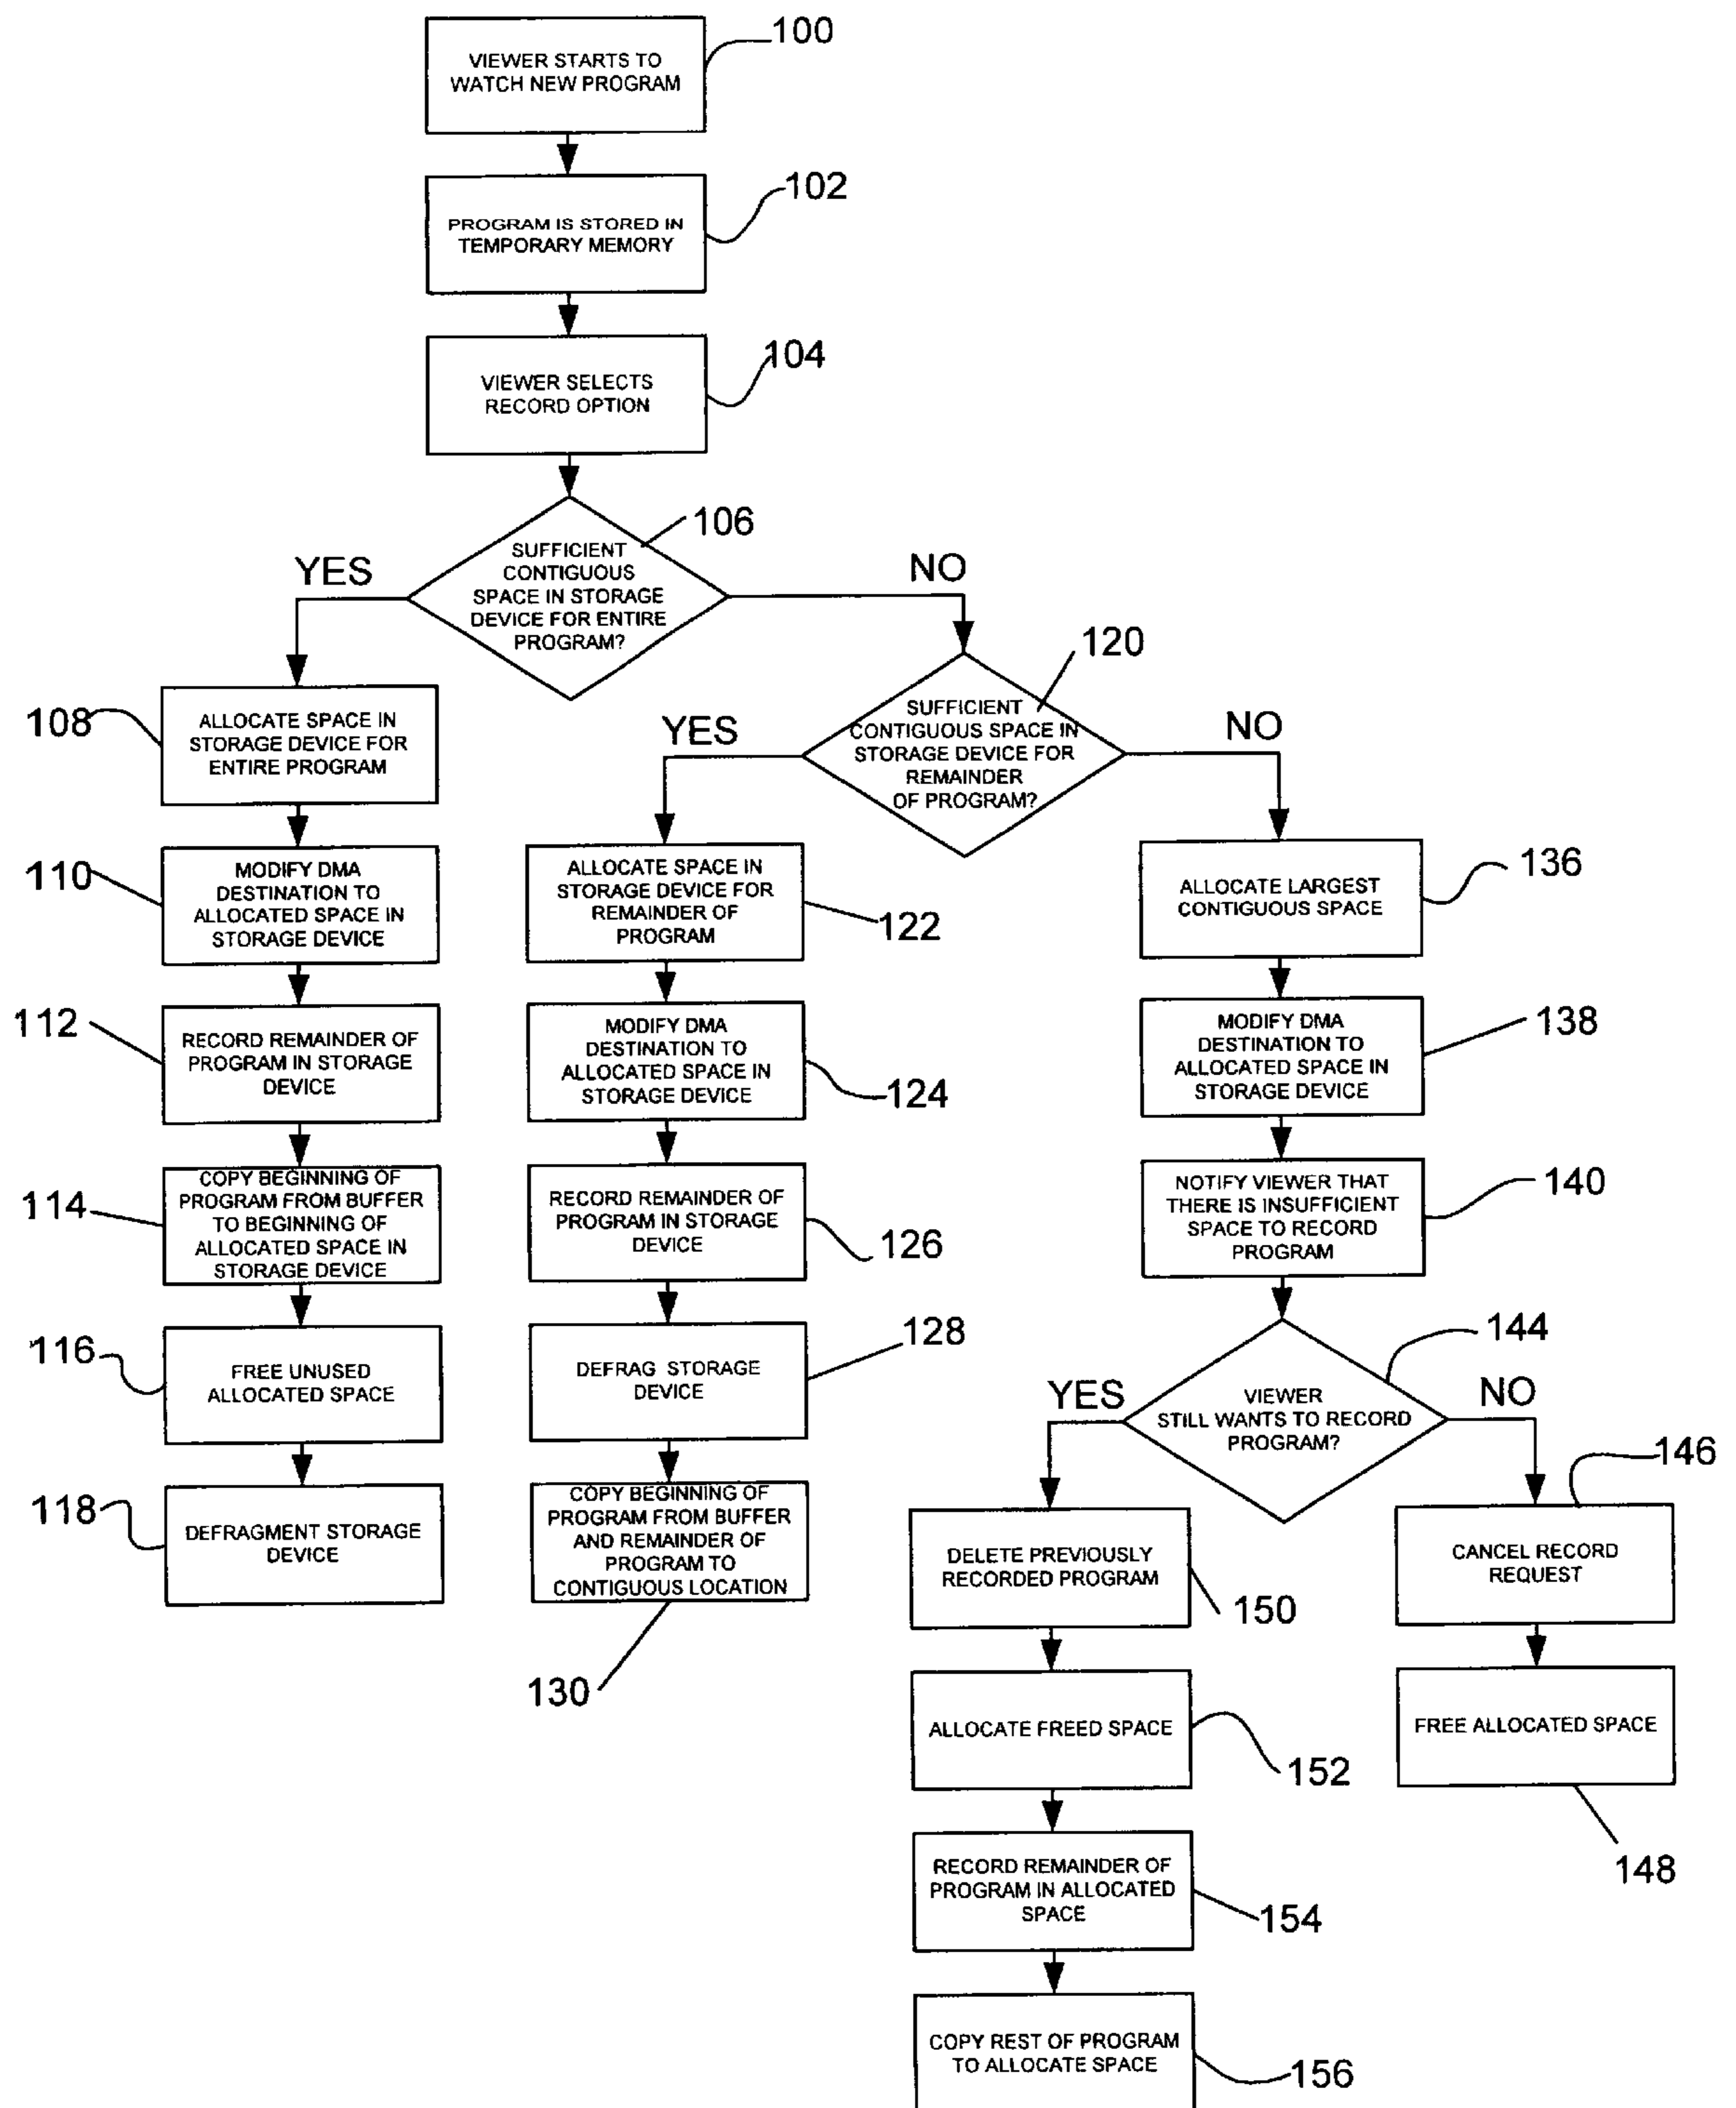 VIEWER STARTS TO
WATCH NEW PROGRAM
100
PROGRAM IS STORED IN
TEMPORARY MEMORY
102
VIEWER SELECTS
RECORD OPTION
104
SUFFICIENT
CONTIGUOUS
SPACE IN STORAGE
DEVICE FOR ENTIRE
PROGRAM?
106
YES
NO
ALLOCATE SPACE IN
STORAGE DEVICE FOR
ENTIRE PROGRAM
108
MODIFY DMA
DESTINATION TO
ALLOCATED SPACE IN
STORAGE DEVICE
110
RECORD REMAINDER OF
PROGRAM IN STORAGE
DEVICE
112
COPY BEGINNING OF
PROGRAM FROM BUFFER
TO BEGINNING OF
ALLOCATED SPACE IN
STORAGE DEVICE
114
FREE UNUSED
ALLOCATED SPACE
116
DEFRAGMENT STORAGE
DEVICE
118
SUFFICIENT
CONTIGUOUS SPACE IN
STORAGE DEVICE FOR
REMAINDER
OF PROGRAM?
120
YES
NO
ALLOCATE SPACE IN
STORAGE DEVICE FOR
REMAINDER OF
PROGRAM
122
MODIFY DMA
DESTINATION TO
ALLOCATED SPACE IN
STORAGE DEVICE
124
RECORD REMAINDER OF
PROGRAM IN STORAGE
DEVICE
126
DEFRAG STORAGE
DEVICE
128
COPY BEGINNING OF
PROGRAM FROM BUFFER
AND REMAINDER OF
PROGRAM TO
CONTIGUOUS LOCATION
130
ALLOCATE LARGEST
CONTIGUOUS SPACE
136
MODIFY DMA
DESTINATION TO
ALLOCATED SPACE IN
STORAGE DEVICE
138
NOTIFY VIEWER THAT
THERE IS INSUFFICIENT
SPACE TO RECORD
PROGRAM
140
VIEWER
STILL WANTS TO RECORD
PROGRAM?
144
YES
NO
DELETE PREVIOUSLY
RECORDED PROGRAM
150
ALLOCATE FREED SPACE
152
RECORD REMAINDER OF
PROGRAM IN ALLOCATED
SPACE
154
COPY REST OF PROGRAM
TO ALLOCATE SPACE
156
CANCEL RECORD
REQUEST
146
FREE ALLOCATED SPACE
148